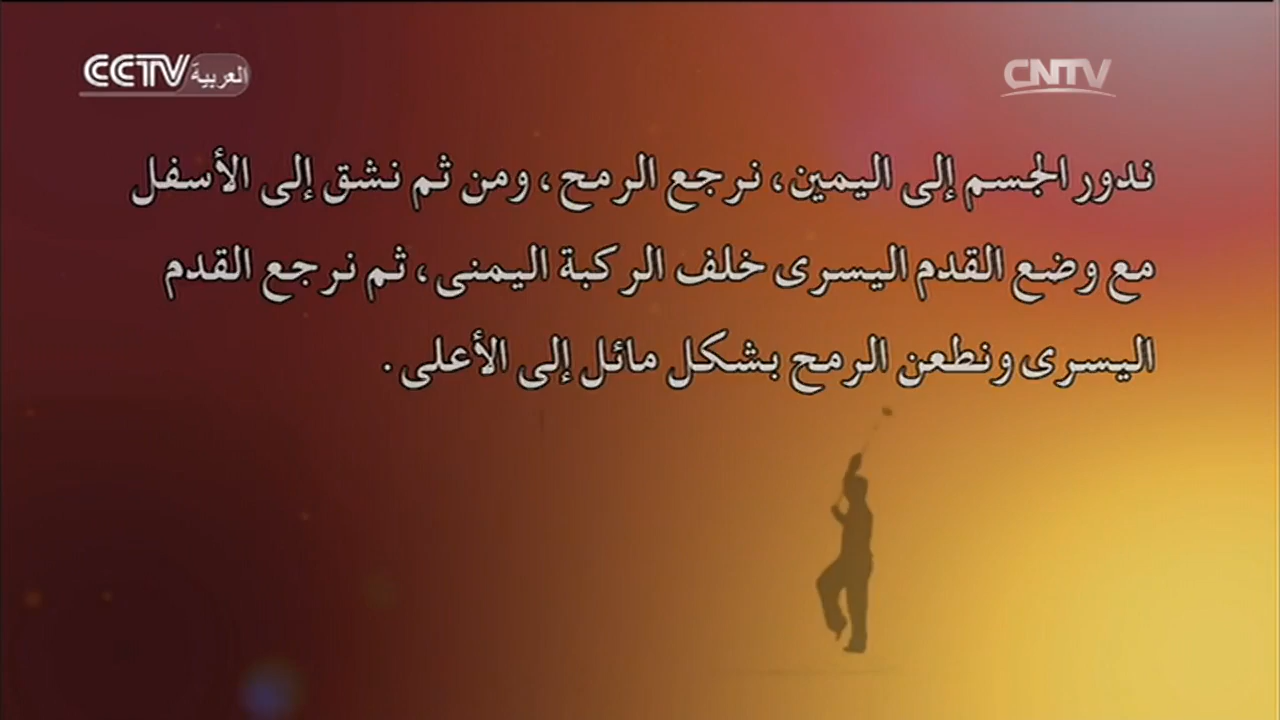 CCTV العربية
CNTV
ندور الجسم إلى اليمين، نرجع الرمح، ومن ثم نشق إلى الأسفل
مع وضع القدم اليسرى خلف الركبة اليمنى، ثم نرجع القدم
اليسرى ونطعن الرمح بشكل مائل إلى الأعلى.